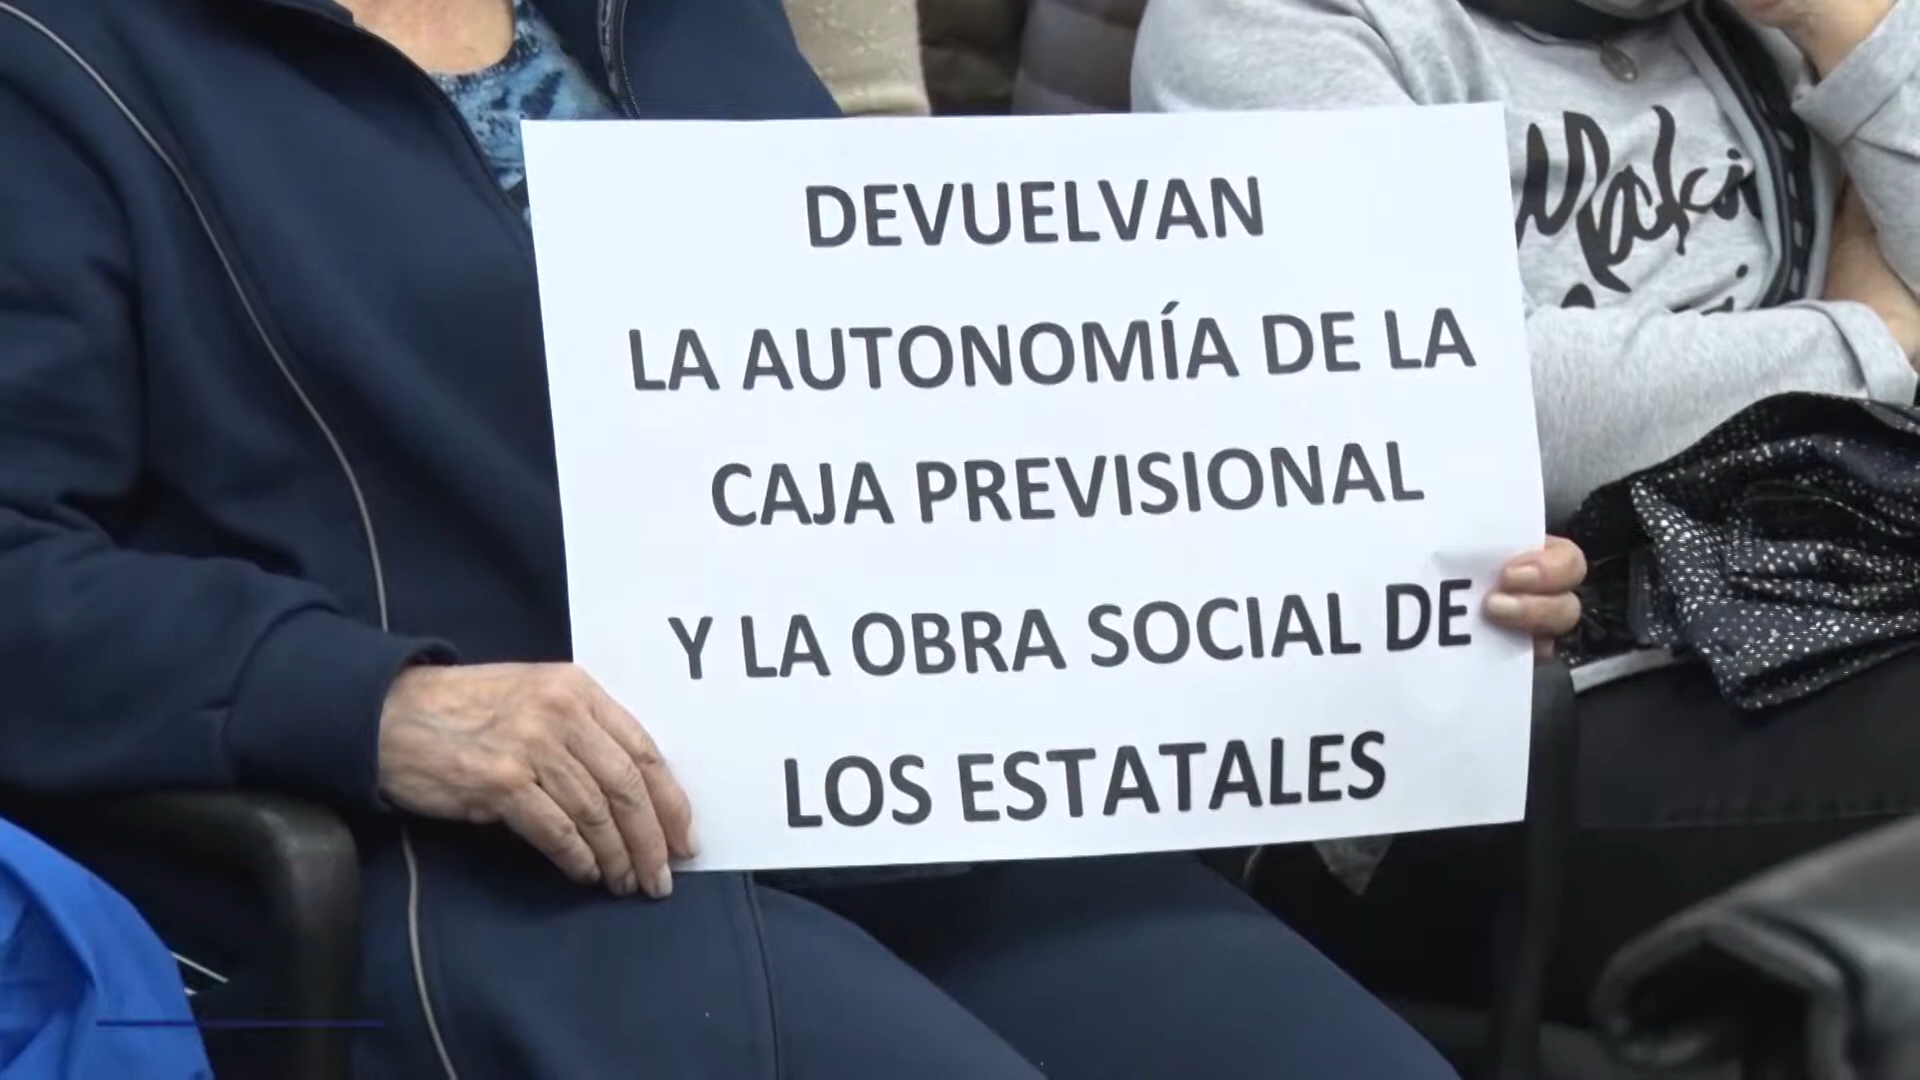 DEVUELVAN
LA AUTONOMÍA DE LA
CAJA PREVISIONAL
Y LA OBRA SOCIAL DE
LOS ESTATALES